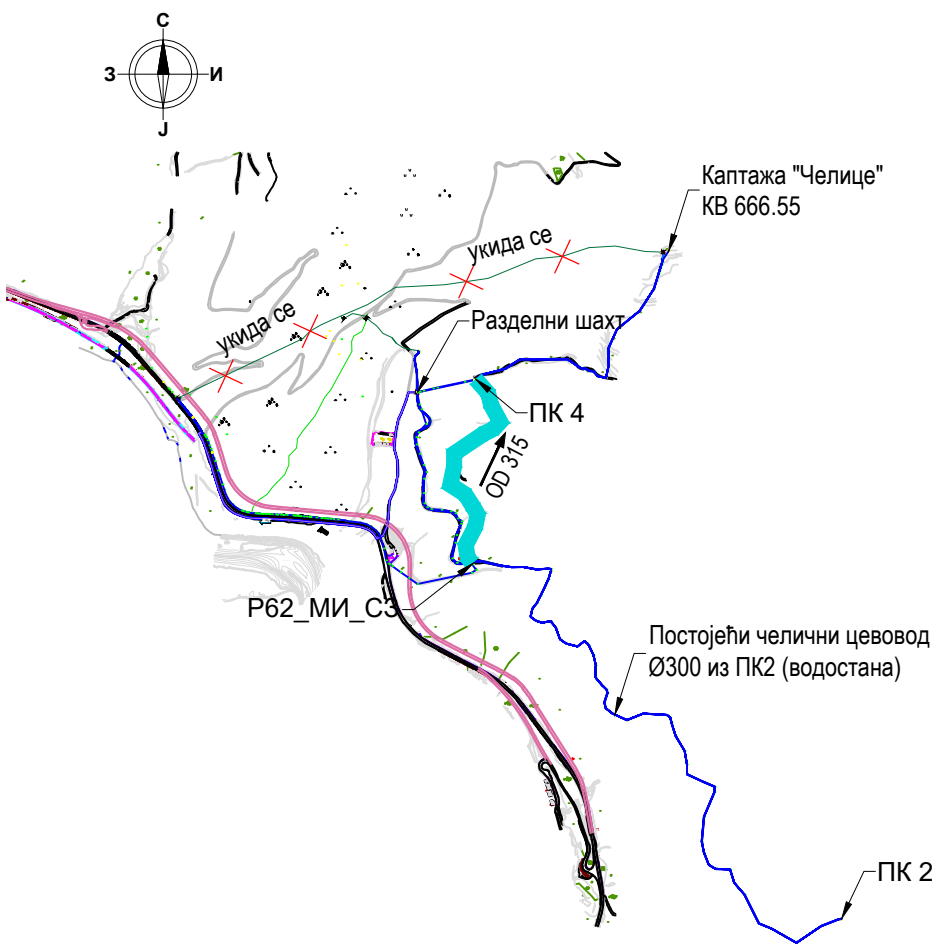 С
З
И
Ј
Каптажа "Челице"
КВ 666.55
укида се
укида се
Разделни шахт
ПК 4
OD 315
Р62_МИ_С3
Постојећи челични цевовод
Ø300 из ПК2 (водостана)
ПК 2